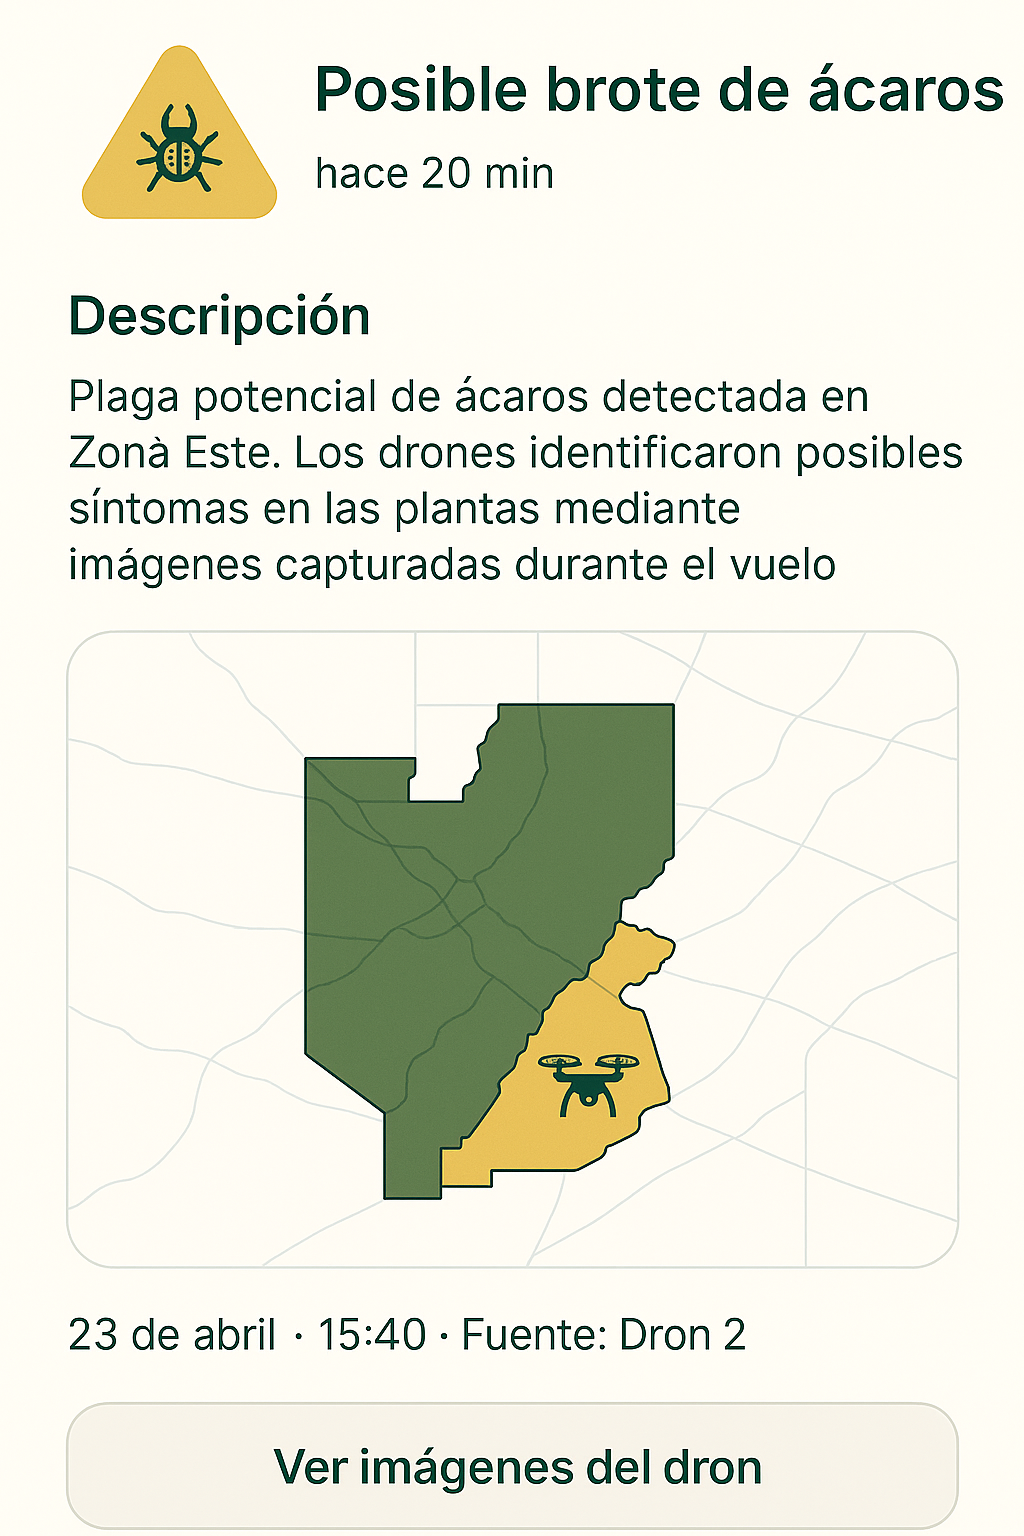 Posible brote de ácaros
hace 20 min
Descripción
Plaga potencial de ácaros detectada en
Zonà Este. Los drones identificaron posibles
síntomas en las plantas mediante
imágenes capturadas durante el vuelo
23 de abril · 15:40 · Fuente: Dron 2
Ver imágenes del dron